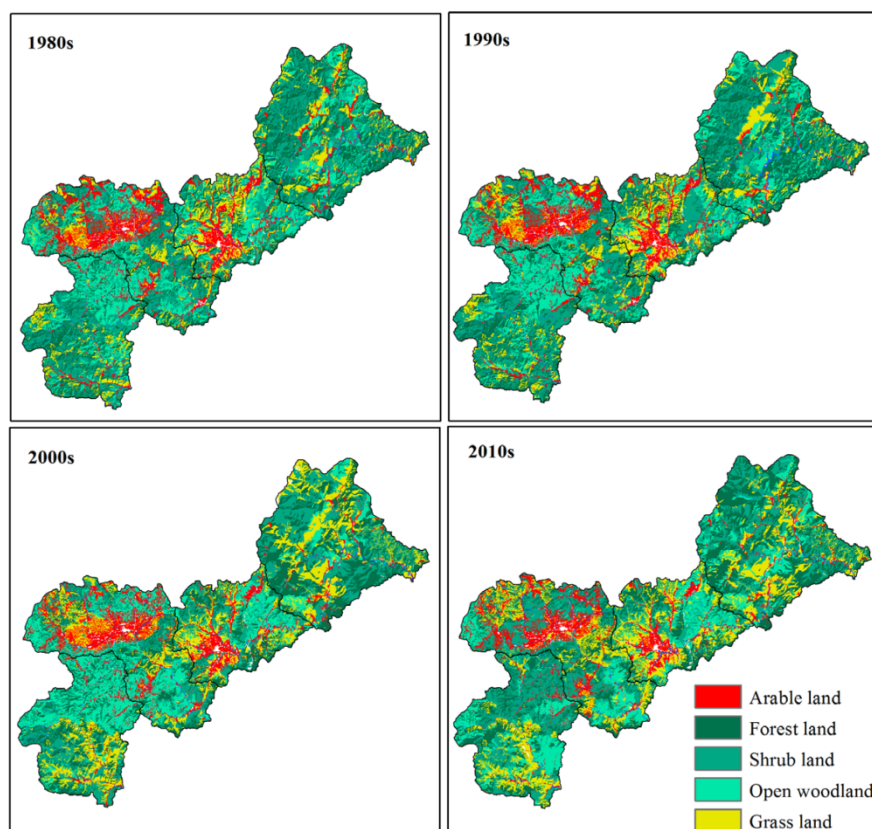 1980s
1990s
2000s
2010s
Arable land
Forest land
Shrub land
Open woodland
Grass land